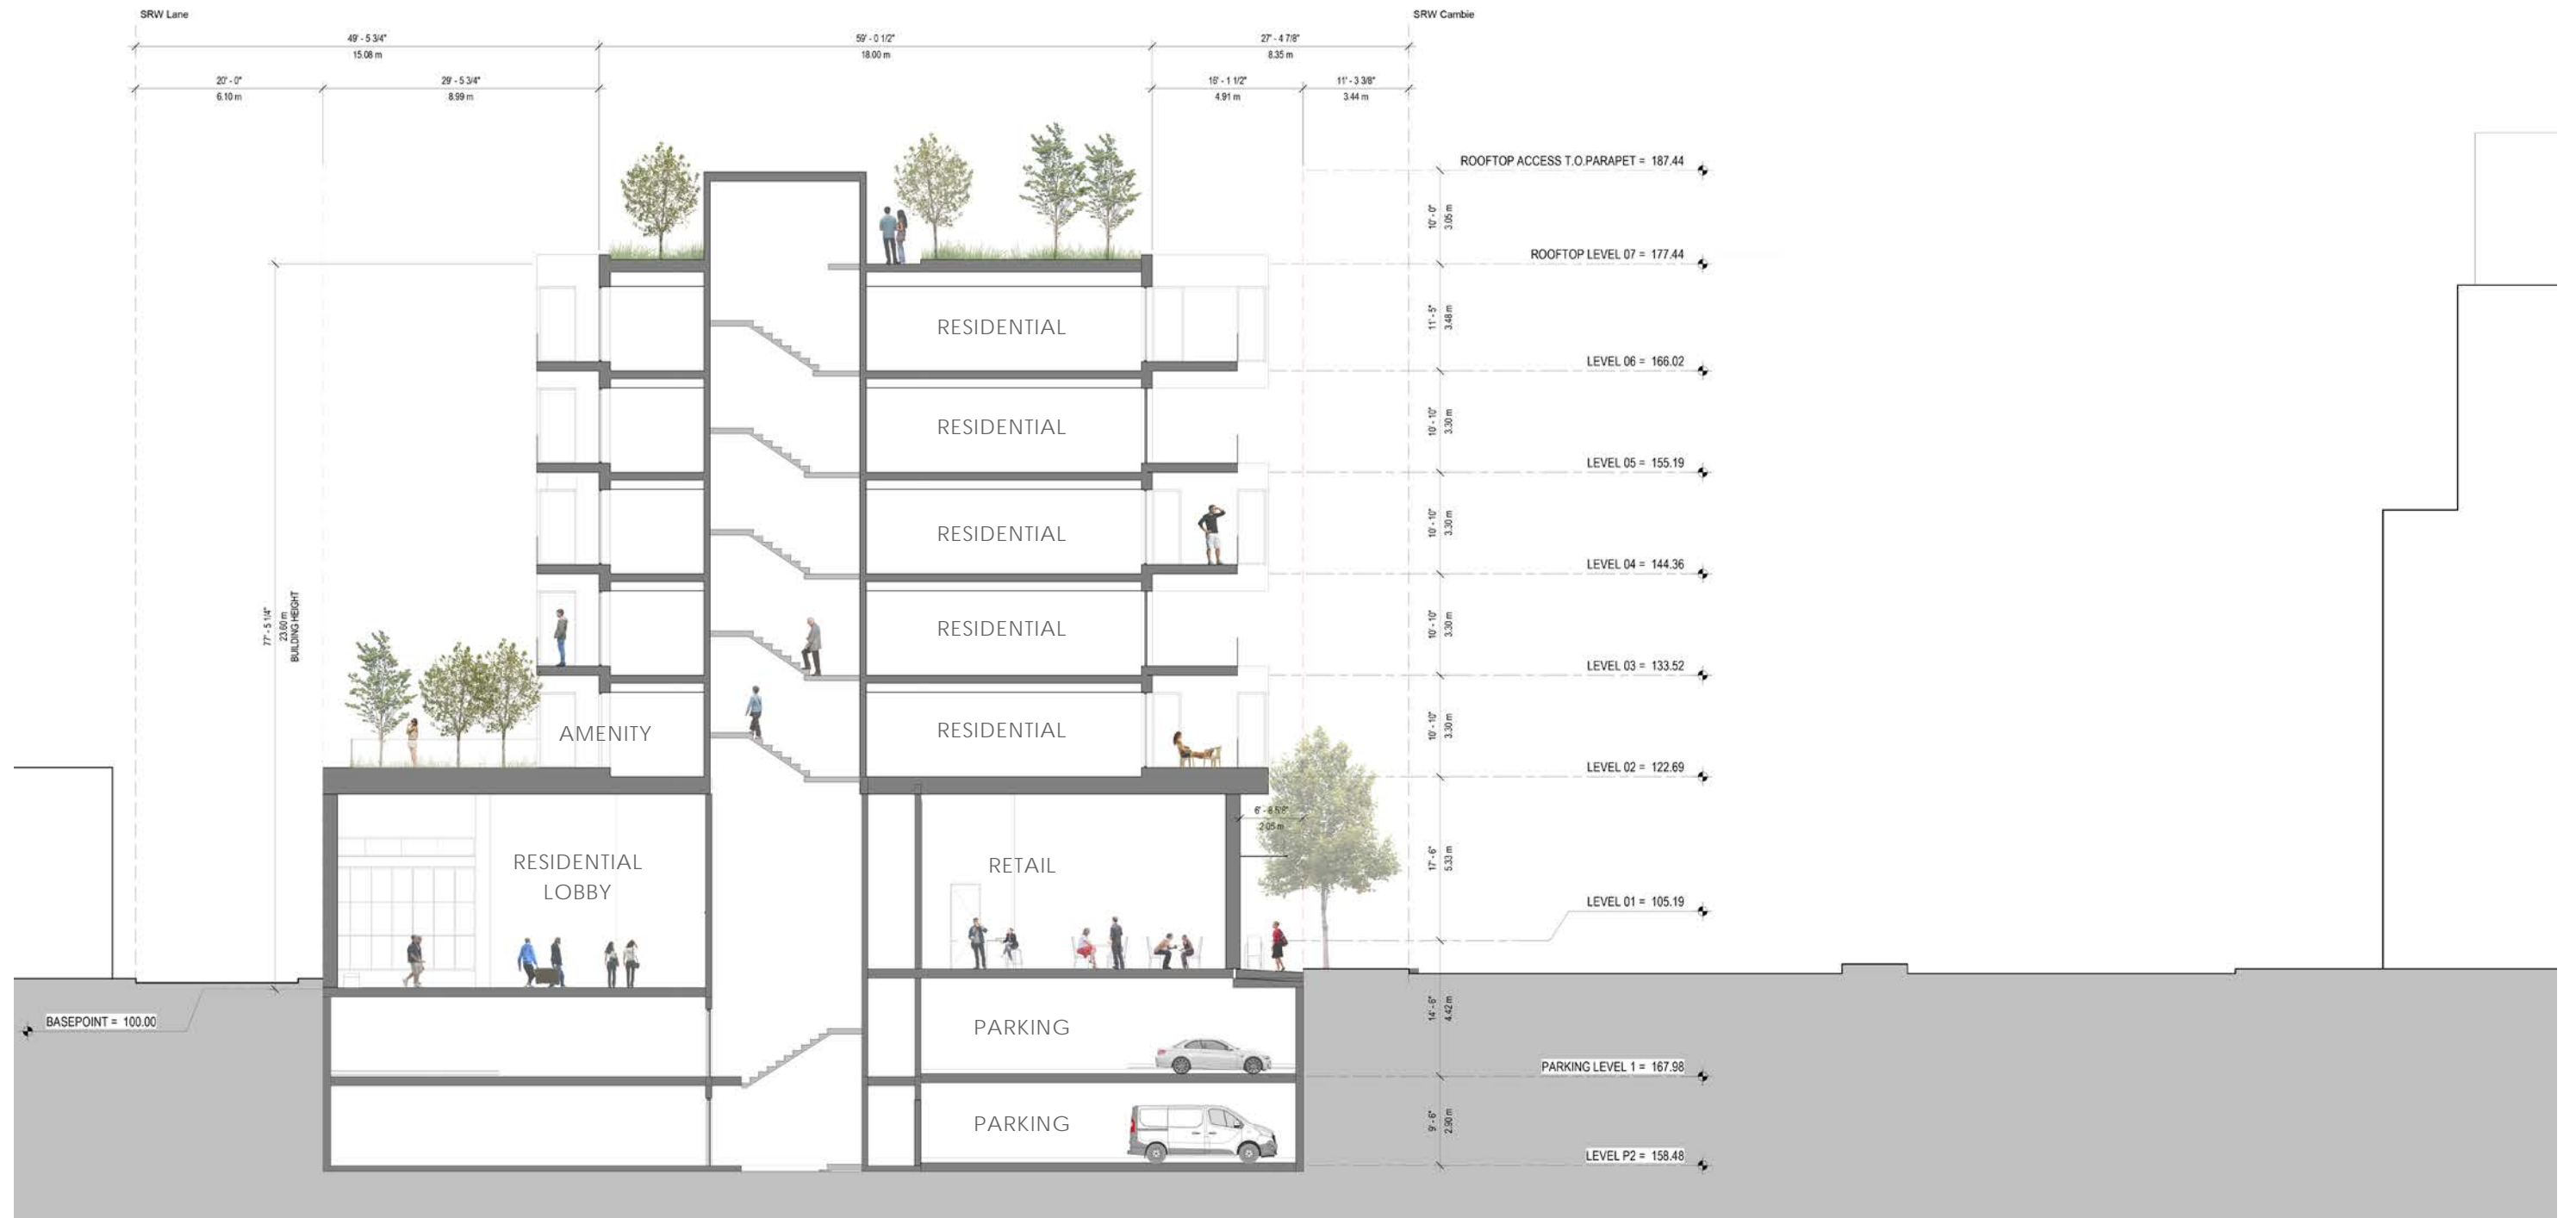 SRW Lane
SRW Cambie
49' - 5 3/4"
15.08 m
59' - 0 1/2"
18.00 m
27' - 4 7/8"
8.35 m
20' - 0"
6.10 m
29' - 5 3/4"
8.99 m
16' - 1 1/2"
4.91 m
11' - 3 3/8"
3.44 m
ROOFTOP ACCESS T.O.PARAPET = 187.44
10' - 0"
3.05 m
ROOFTOP LEVEL 07 = 177.44
RESIDENTIAL
11' - 5"
3.48 m
LEVEL 06 = 166.02
RESIDENTIAL
10' - 10"
3.30 m
LEVEL 05 = 155.19
RESIDENTIAL
10' - 10"
3.30 m
LEVEL 04 = 144.36
77' - 5 1/4"
23.60 m
BUILDING HEIGHT
RESIDENTIAL
10' - 10"
3.30 m
LEVEL 03 = 133.52
AMENITY
RESIDENTIAL
10' - 10"
3.30 m
LEVEL 02 = 122.69
6' - 8 5/8"
2.05 m
RESIDENTIAL
LOBBY
RETAIL
17' - 6"
5.33 m
LEVEL 01 = 105.19
BASEPOINT = 100.00
PARKING
14' - 6"
4.42 m
PARKING LEVEL 1 = 167.98
PARKING
9' - 6"
2.90 m
LEVEL P2 = 158.48